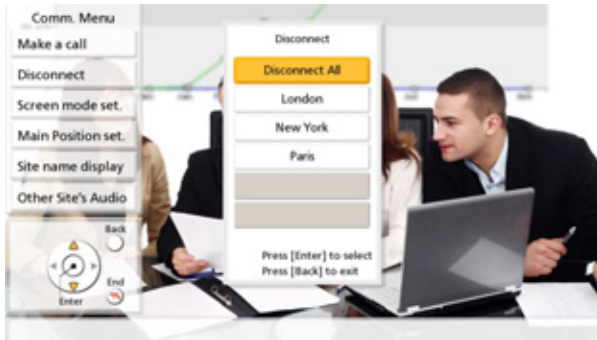 Comm. Menu
Make a call
Disconnect
Screen mode set.
Main Position set.
Site name display
Other Site's Audio
Back
End
Enter
Disconnect
Disconnect All
London
New York
Paris
Press [Enter] to select
Press [Back] to exit